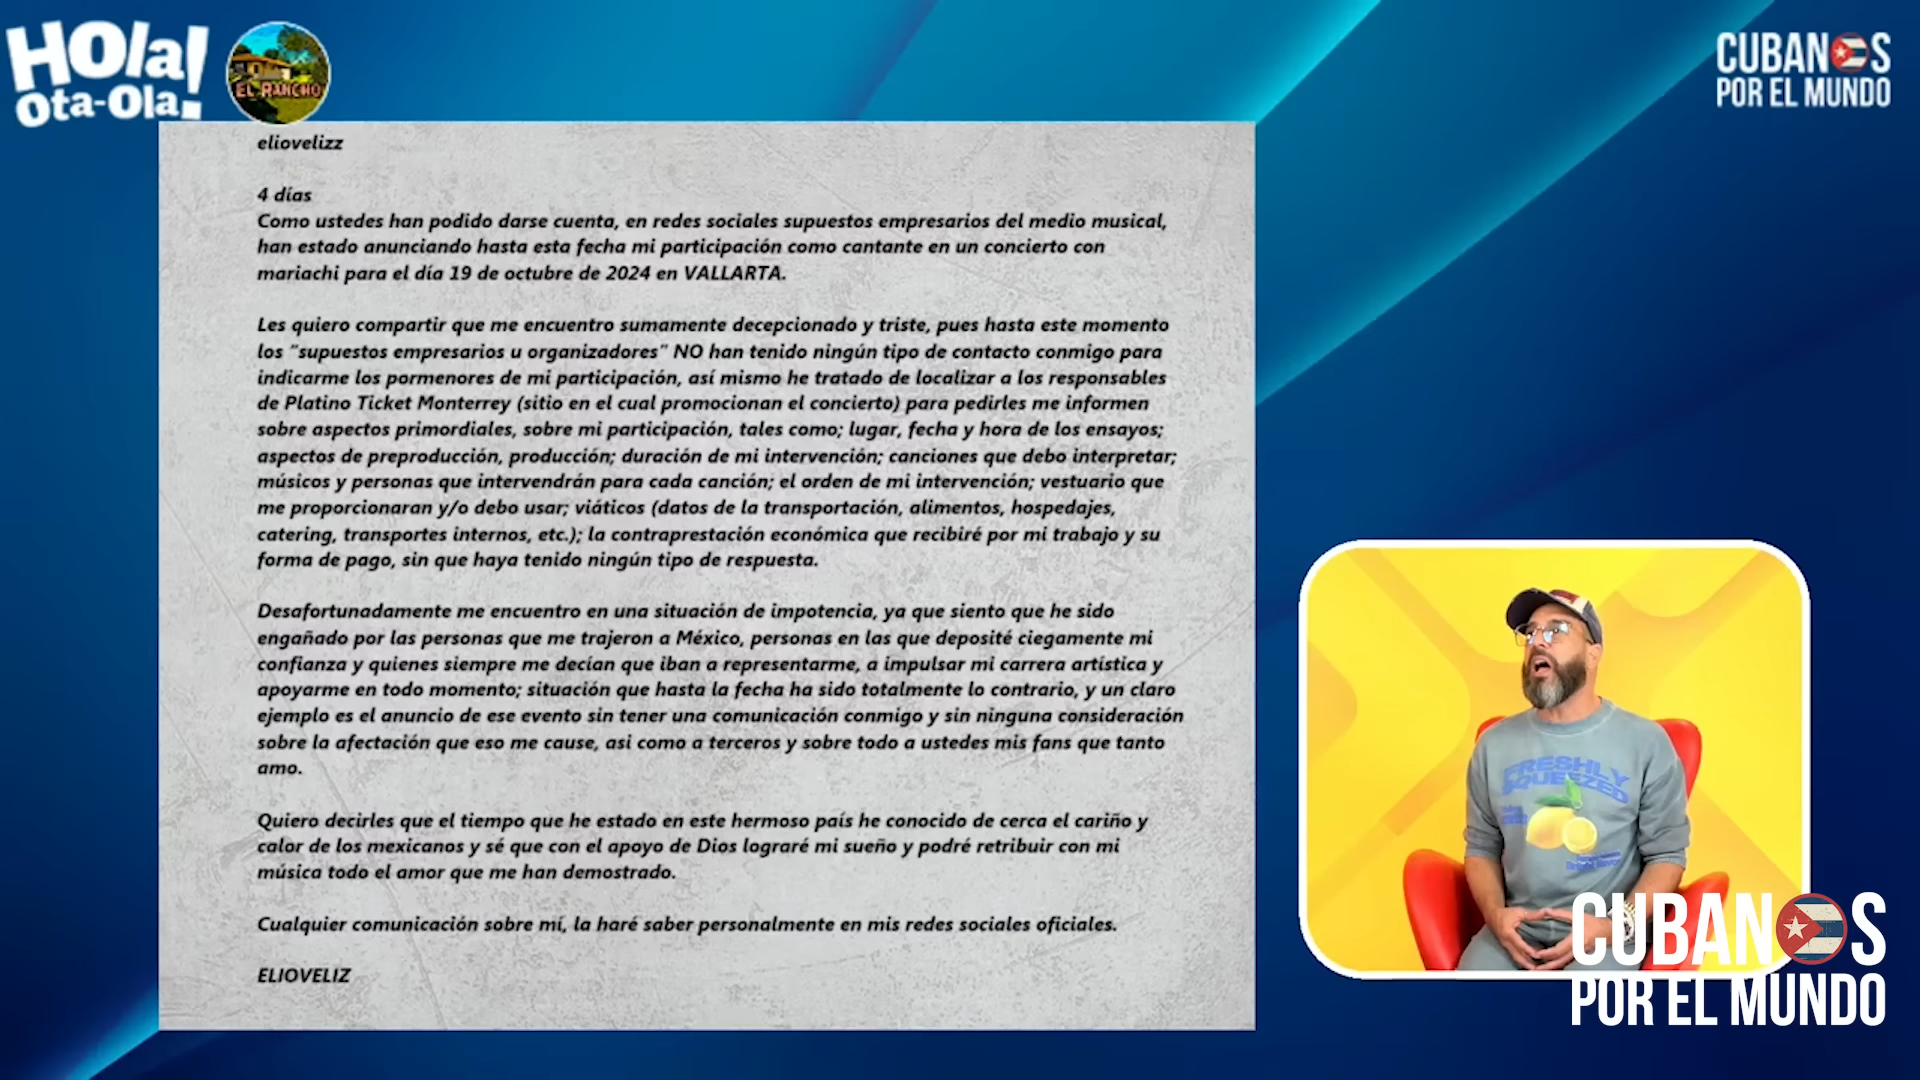 HOla!
Ota-Ola!
EL RANCHO
CUBANOS
POR EL MUNDO
eliovelizz
4 días
Como ustedes han podido darse cuenta, en redes sociales supuestos empresarios del medio musical,
han estado anunciando hasta esta fecha mi participación como cantante en un concierto con
mariachi para el día 19 de octubre de 2024 en VALLARTA.
Les quiero compartir que me encuentro sumamente decepcionado y triste, pues hasta este momento
los "supuestos empresarios u organizadores" NO han tenido ningún tipo de contacto conmigo para
indicarme los pormenores de mi participación, así mismo he tratado de localizar a los responsables
de Platino Ticket Monterrey (sitio en el cual promocionan el concierto) para pedirles me informen
sobre aspectos primordiales, sobre mi participación, tales como; lugar, fecha y hora de los ensayos;
aspectos de preproducción, producción; duración de mi intervención; canciones que debo interpretar;
músicos y personas que intervendrán para cada canción; el orden de mi intervención; vestuario que
me proporcionaran y/o debo usar; viáticos (datos de la transportación, alimentos, hospedajes,
catering, transportes internos, etc.); la contraprestación económica que recibiré por mi trabajo y su
forma de pago, sin que haya tenido ningún tipo de respuesta.
Desafortunadamente me encuentro en una situación de impotencia, ya que siento que he sido
engañado por las personas que me trajeron a México, personas en las que deposité ciegamente mi
confianza y quienes siempre me decían que iban a representarme, a impulsar mi carrera artística y
apoyarme en todo momento; situación que hasta la fecha ha sido totalmente lo contrario, y un claro
ejemplo es el anuncio de ese evento sin tener una comunicación conmigo y sin ninguna consideración
sobre la afectación que eso me cause, asi como a terceros y sobre todo a ustedes mis fans que tanto
amo.
Quiero decirles que el tiempo que he estado en este hermoso país he conocido de cerca el cariño y
calor de los mexicanos y sé que con el apoyo de Dios lograré mi sueño y podré retribuir con mi
música todo el amor que me han demostrado.
Cualquier comunicación sobre mí, la haré saber personalmente en mis redes sociales oficiales.
ELIOVELIZ
FRESHLY
SQUEEZED
CUBANOS
POR EL MUNDO